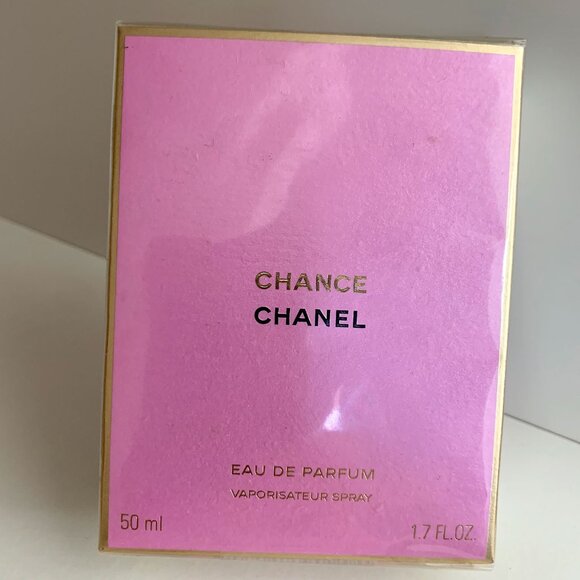 CHANCE
CHANEL
EAU DE PARFUM
VAPORISATEUR SPRAY
50 ml 1.7 FL.OZ.